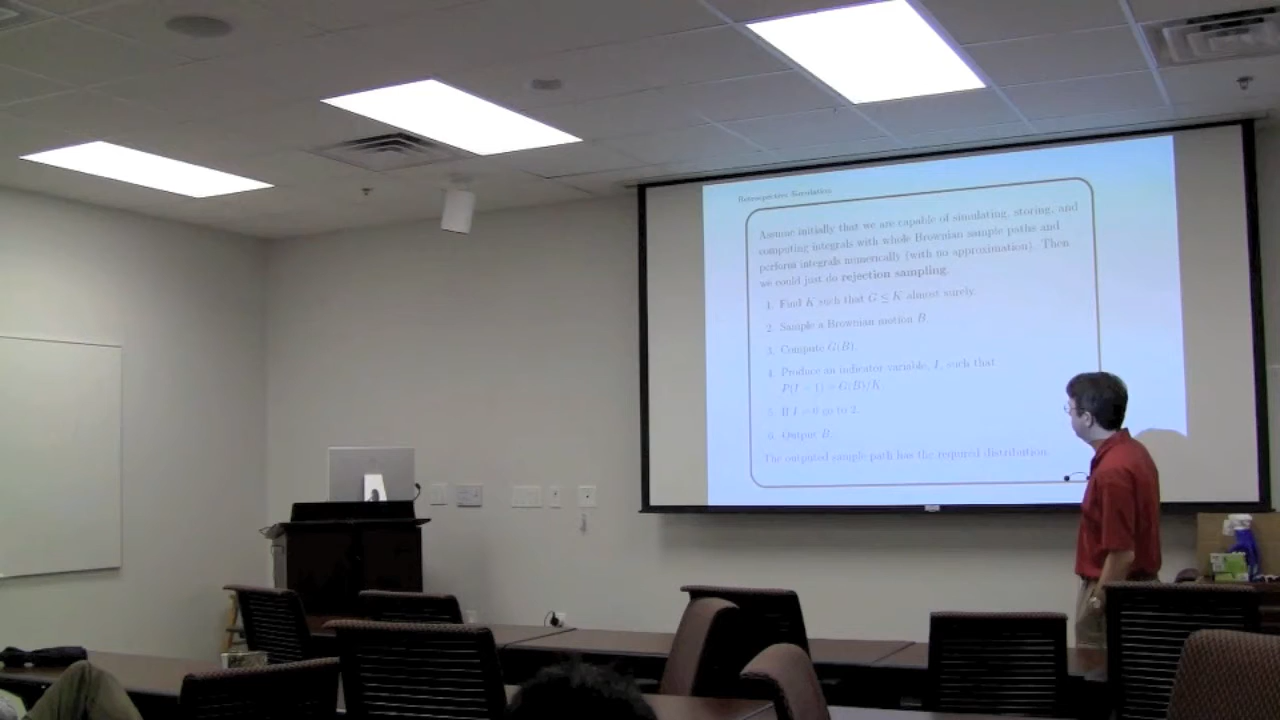 Retrospective Simulation
Assume initially that we are capable of simulating, storing, and
computing integrals with whole Brownian sample paths and
perform integrals numerically (with no approximation). Then
we could just do rejection sampling.
1. Find K such that G ≤ K almost surely.
2. Sample a Brownian motion B.
3. Compute G(B).
4. Produce an indicator variable, I, such that
P(I = 1) = G(B)/K.
5. If I = 0 go to 2.
6. Output B.
The outputed sample path has the required distribution.